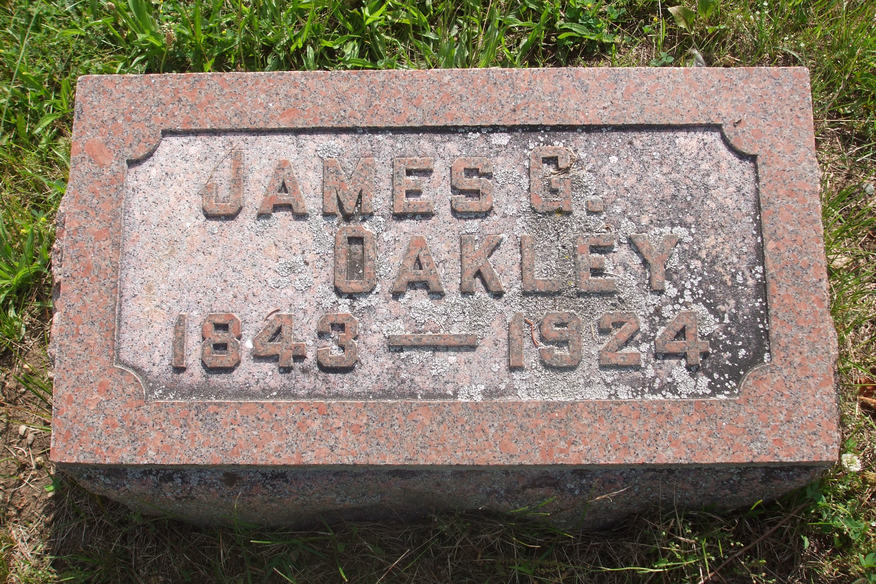 JAMES G.
OAKLEY
1843 — 1924